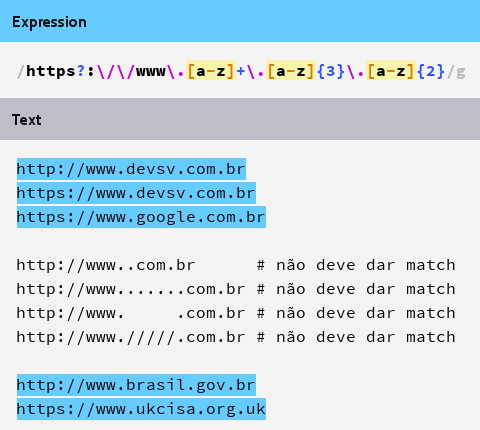 Expression
/https?:\/\/www\.[a-z]+\.[a-z]{3}\.[a-z]{2}/g
Text
http://www.devsv.com.br
https://www.devsv.com.br
https://www.google.com.br
http://www..com.br      # não deve dar match
http://www.......com.br # não deve dar match
http://www.     .com.br # não deve dar match
http://www./////.com.br # não deve dar match
http://www.brasil.gov.br
https://www.ukcisa.org.uk